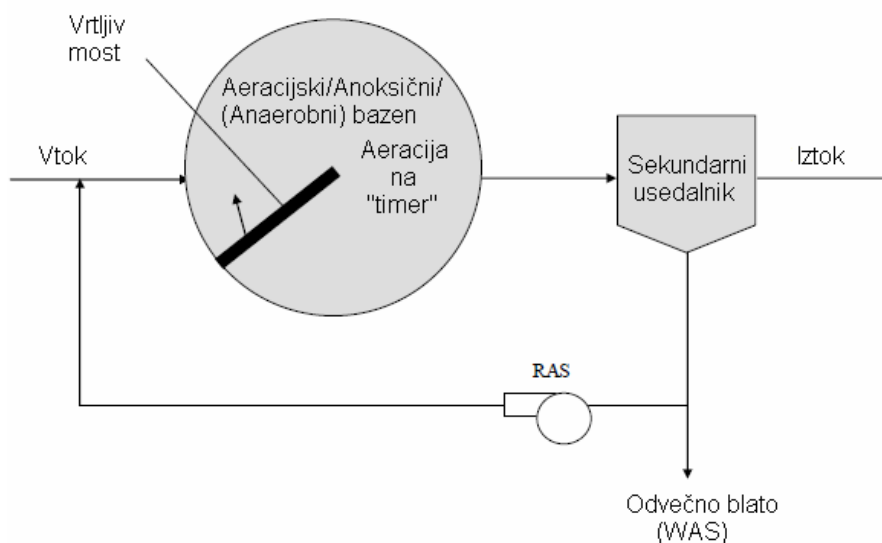 Vrtljiv
most
Aeracijski/Anoksični/
(Anaerobni) bazen
Aeracija
na
"timer"
Vtok
Sekundarni
usedalnik
Iztok
RAS
Odvečno blato
(WAS)